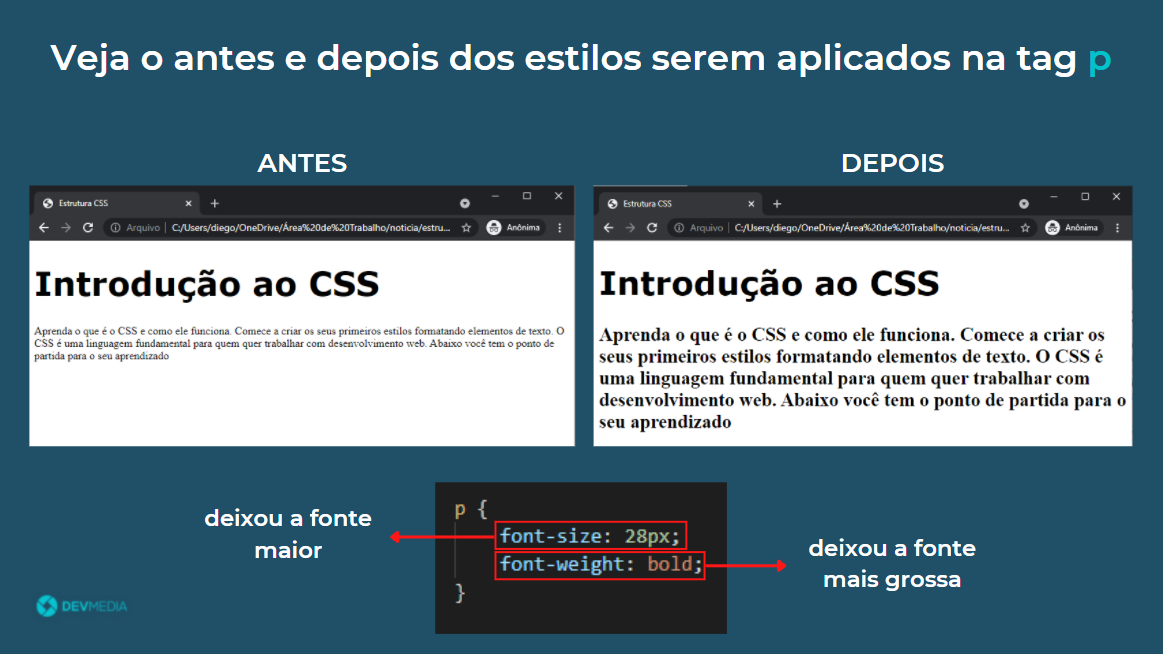 Veja o antes e depois dos estilos serem aplicados na tag p
ANTES
DEPOIS
Estrutura CSS
Arquivo | C:/Users/diego/OneDrive/Área%20de%20Trabalho/noticia/estru...
Anônima
Introdução ao CSS
Aprenda o que é o CSS e como ele funciona. Comece a criar os seus primeiros estilos formatando elementos de texto. O
CSS é uma linguagem fundamental para quem quer trabalhar com desenvolvimento web. Abaixo você tem o ponto de
partida para o seu aprendizado
Estrutura CSS
Arquivo | C:/Users/diego/OneDrive/Área%20de%20Trabalho/noticia/estru...
Anônima
Introdução ao CSS
Aprenda o que é o CSS e como ele funciona. Comece a criar os
seus primeiros estilos formatando elementos de texto. O CSS é
uma linguagem fundamental para quem quer trabalhar com
desenvolvimento web. Abaixo você tem o ponto de partida para o
seu aprendizado
deixou a fonte
maior
p {
font-size: 28px;
font-weight: bold;
}
deixou a fonte
mais grossa
DEVMEDIA